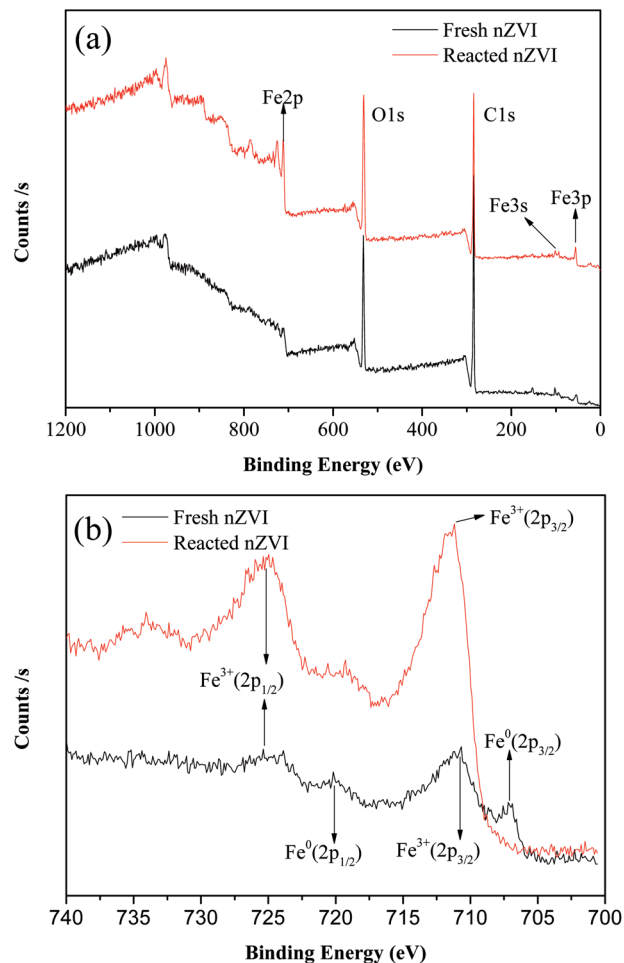 (a)
Fresh nZVI
Reacted nZVI
Fe2p
O1s
C1s
Fe3s
Fe3p
Counts /s
1200 1000 800 600 400 200 0
Binding Energy (eV)
(b)
Fresh nZVI
Reacted nZVI
Fe³⁺(2p₃/₂)
Fe³⁺(2p₁/₂)
Fe⁰(2p₃/₂)
Fe⁰(2p₁/₂)
Fe³⁺(2p₃/₂)
Counts /s
740 735 730 725 720 715 710 705 700
Binding Energy (eV)